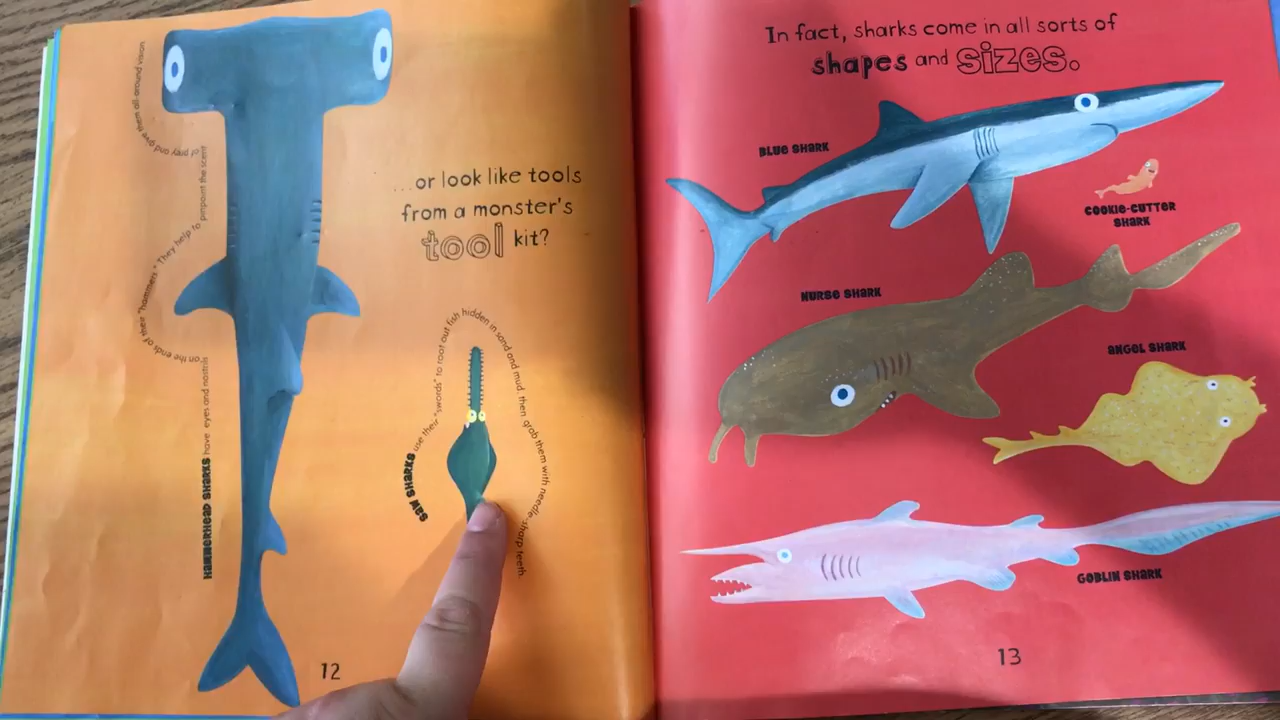 HAMMERHEAD SHARKS have eyes and nostrils on the ends of their "hammers." They help to pinpoint the scent of prey and give them all-around vision
...or look like tools
from a monster's
tool kit?
SAW SHARKS use their "swords" to root out fish hidden in sand and mud, then grab them with needle-sharp teeth.
12
In fact, sharks come in all sorts of
shapes and sizes.
BLUE SHARK
COOKIE-CUTTER
SHARK
NURSE SHARK
ANGEL SHARK
GOBLIN SHARK
13